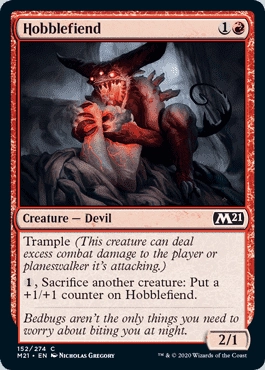 Hobblefiend 1
Creature — Devil M21
Trample (This creature can deal
excess combat damage to the player or
planeswalker it's attacking.)
1, Sacrifice another creature: Put a
+1/+1 counter on Hobblefiend.
Bedbugs aren't the only things you need to
worry about biting you at night.
2/1
152/274 C
M21 • EN NICHOLAS GREGORY ™ & © 2020 Wizards of the Coast